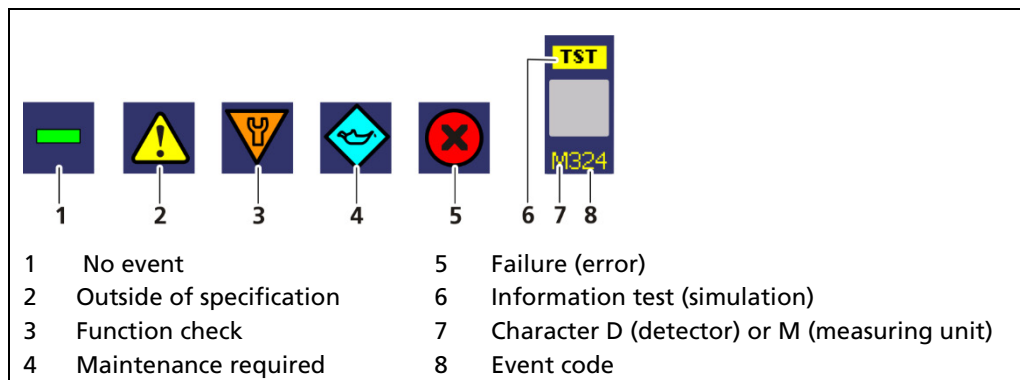 TST
M324
1 2 3 4 5 6 7 8
1 No event 5 Failure (error)
2 Outside of specification 6 Information test (simulation)
3 Function check 7 Character D (detector) or M (measuring unit)
4 Maintenance required 8 Event code